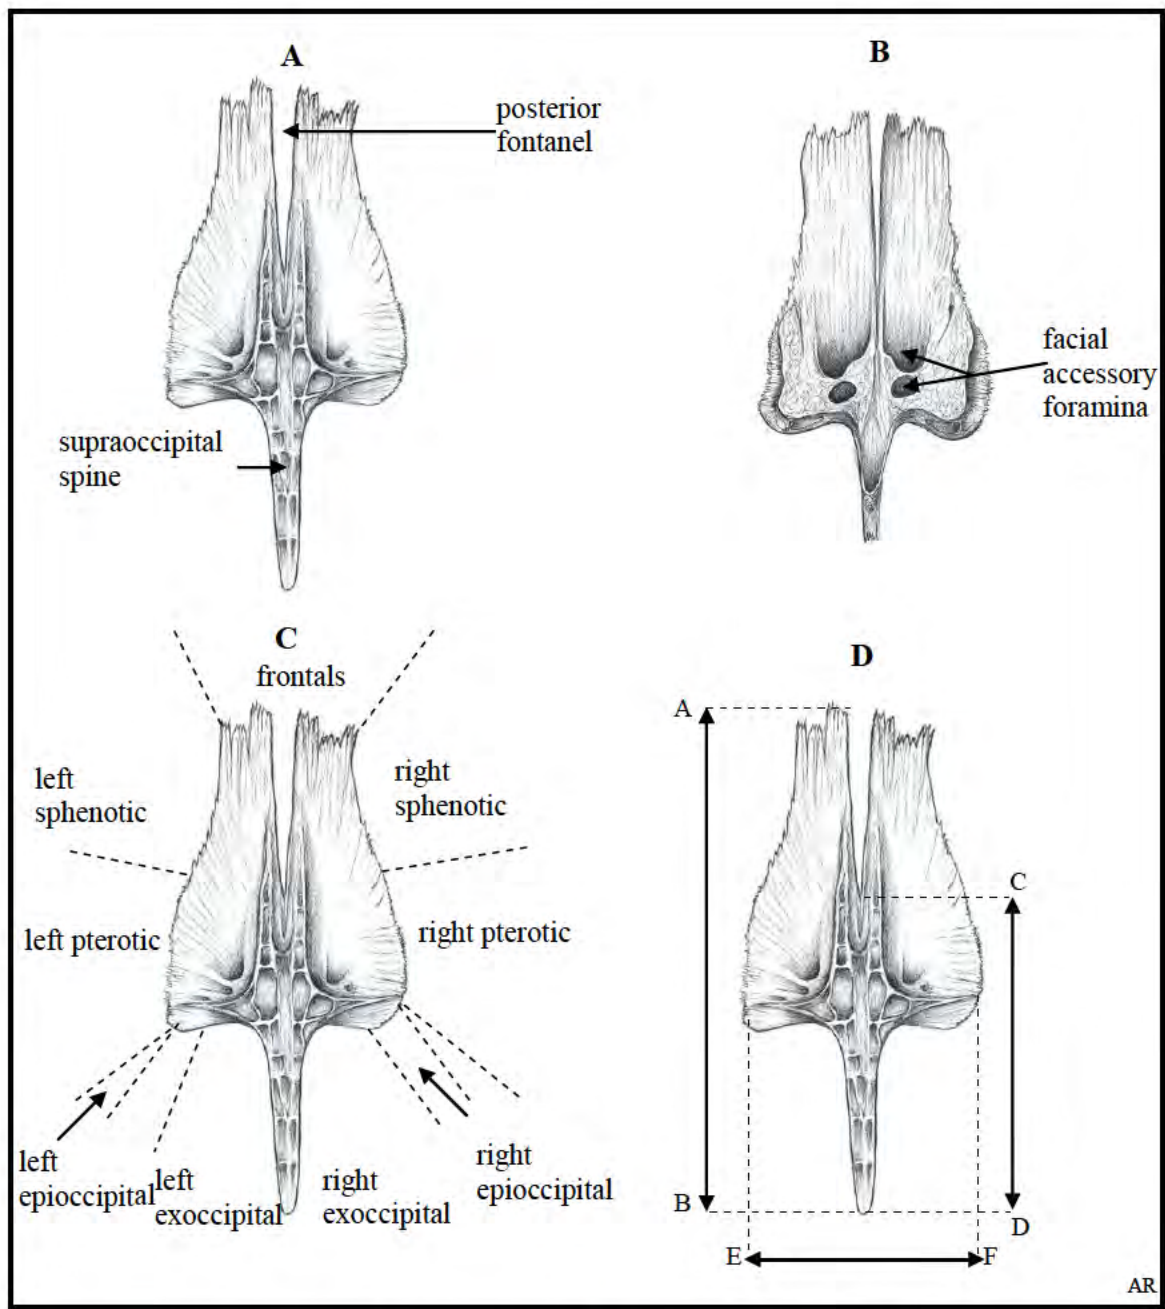 A
B
posterior
fontanel
facial
accessory
foramina
supraoccipital
spine
C
frontals
D
A
left
sphenotic
right
sphenotic
C
left pterotic
right pterotic
left
epioccipital
left
exoccipital
right
exoccipital
right
epioccipital
B
D
E
F
AR